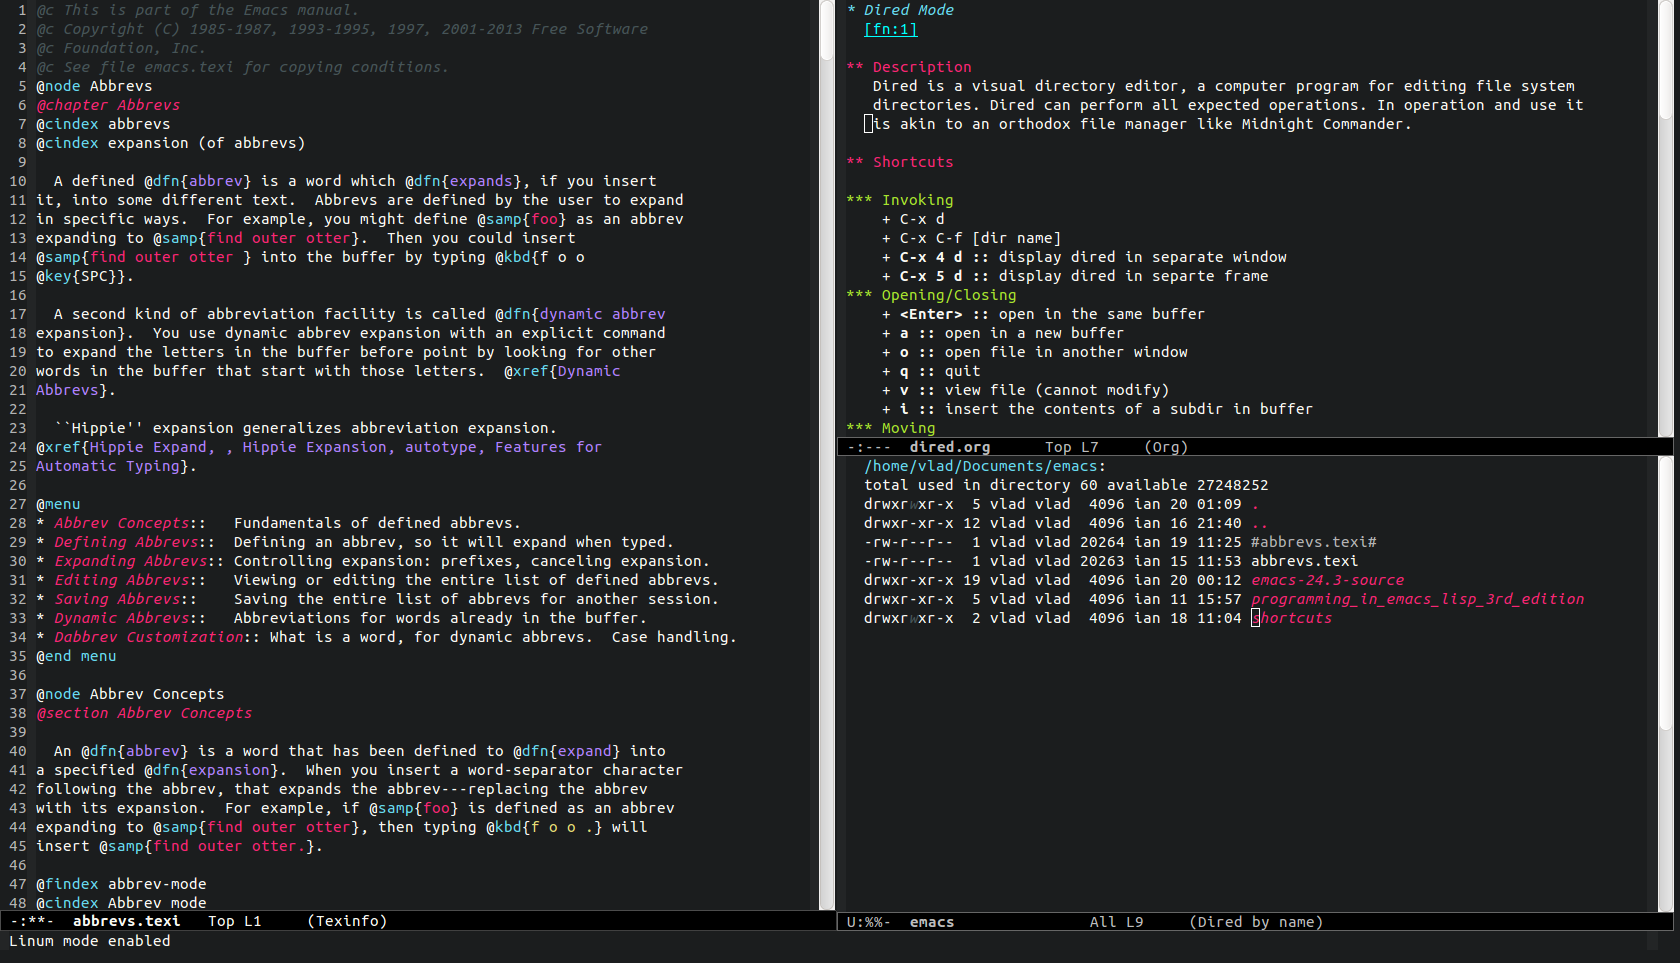 1 @c This is part of the Emacs manual.
2 @c Copyright (C) 1985-1987, 1993-1995, 1997, 2001-2013 Free Software
3 @c Foundation, Inc.
4 @c See file emacs.texi for copying conditions.
5 @node Abbrevs
6 @chapter Abbrevs
7 @cindex abbrevs
8 @cindex expansion (of abbrevs)
9
10   A defined @dfn{abbrev} is a word which @dfn{expands}, if you insert
11 it, into some different text.  Abbrevs are defined by the user to expand
12 in specific ways.  For example, you might define @samp{foo} as an abbrev
13 expanding to @samp{find outer otter}.  Then you could insert
14 @samp{find outer otter } into the buffer by typing @kbd{f o o
15 @key{SPC}}.
16
17   A second kind of abbreviation facility is called @dfn{dynamic abbrev
18 expansion}.  You use dynamic abbrev expansion with an explicit command
19 to expand the letters in the buffer before point by looking for other
20 words in the buffer that start with those letters.  @xref{Dynamic
21 Abbrevs}.
22
23   ``Hippie'' expansion generalizes abbreviation expansion.
24 @xref{Hippie Expand, , Hippie Expansion, autotype, Features for
25 Automatic Typing}.
26
27 @menu
28 * Abbrev Concepts::   Fundamentals of defined abbrevs.
29 * Defining Abbrevs::  Defining an abbrev, so it will expand when typed.
30 * Expanding Abbrevs:: Controlling expansion: prefixes, canceling expansion.
31 * Editing Abbrevs::   Viewing or editing the entire list of defined abbrevs.
32 * Saving Abbrevs::    Saving the entire list of abbrevs for another session.
33 * Dynamic Abbrevs::   Abbreviations for words already in the buffer.
34 * Dabbrev Customization:: What is a word, for dynamic abbrevs.  Case handling.
35 @end menu
36
37 @node Abbrev Concepts
38 @section Abbrev Concepts
39
40   An @dfn{abbrev} is a word that has been defined to @dfn{expand} into
41 a specified @dfn{expansion}.  When you insert a word-separator character
42 following the abbrev, that expands the abbrev---replacing the abbrev
43 with its expansion.  For example, if @samp{foo} is defined as an abbrev
44 expanding to @samp{find outer otter}, then typing @kbd{f o o .} will
45 insert @samp{find outer otter.}.
46
47 @findex abbrev-mode
48 @cindex Abbrev mode
-:**-  abbrevs.texi   Top L1     (Texinfo)
Linum mode enabled
* Dired Mode
[fn:1]
** Description
Dired is a visual directory editor, a computer program for editing file system
directories. Dired can perform all expected operations. In operation and use it
is akin to an orthodox file manager like Midnight Commander.
** Shortcuts
*** Invoking
+ C-x d
+ C-x C-f [dir name]
+ C-x 4 d :: display dired in separate window
+ C-x 5 d :: display dired in separte frame
*** Opening/Closing
+ <Enter> :: open in the same buffer
+ a :: open in a new buffer
+ o :: open file in another window
+ q :: quit
+ v :: view file (cannot modify)
+ i :: insert the contents of a subdir in buffer
*** Moving
-:---  dired.org      Top L7     (Org)
/home/vlad/Documents/emacs:
total used in directory 60 available 27248252
drwxrwxr-x  5 vlad vlad  4096 ian 20 01:09 .
drwxr-xr-x 12 vlad vlad  4096 ian 16 21:40 ..
-rw-r--r--  1 vlad vlad 20264 ian 19 11:25 #abbrevs.texi#
-rw-r--r--  1 vlad vlad 20263 ian 15 11:53 abbrevs.texi
drwxr-xr-x 19 vlad vlad  4096 ian 20 00:12 emacs-24.3-source
drwxr-xr-x  5 vlad vlad  4096 ian 11 15:57 programming_in_emacs_lisp_3rd_edition
drwxrwxr-x  2 vlad vlad  4096 ian 18 11:04 shortcuts
U:%%-  emacs                All L9     (Dired by name)